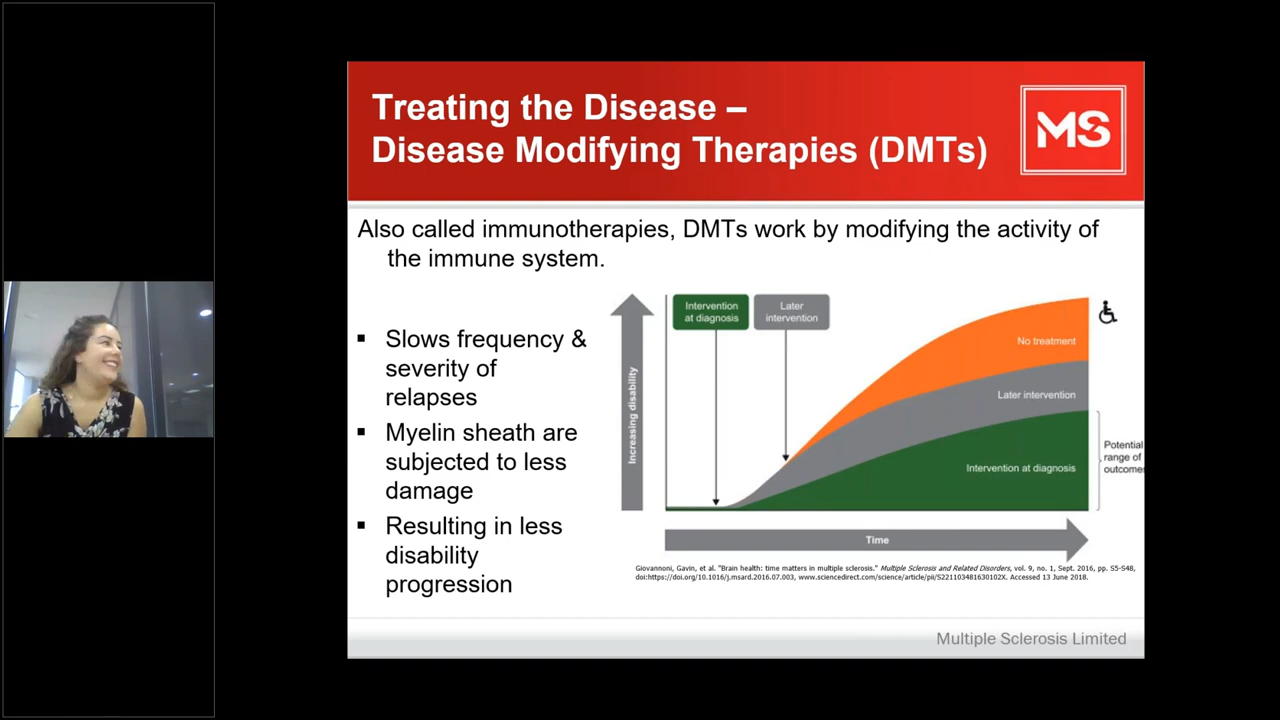 Treating the Disease –
Disease Modifying Therapies (DMTs)
MS
Also called immunotherapies, DMTs work by modifying the activity of
the immune system.
▪ Slows frequency &
severity of
relapses
▪ Myelin sheath are
subjected to less
damage
▪ Resulting in less
disability
progression
Increasing disability
Intervention
at diagnosis
Later
intervention
No treatment
Later intervention
Intervention at diagnosis
Potential
range of
outcomes
Time
Giovannoni, Gavin, et al. "Brain health: time matters in multiple sclerosis." Multiple Sclerosis and Related Disorders, vol. 9, no. 1, Sept. 2016, pp. S5-S48,
doi:https://doi.org/10.1016/j.msard.2016.07.003, www.sciencedirect.com/science/article/pii/S221103481630102X. Accessed 13 June 2018.
Multiple Sclerosis Limited